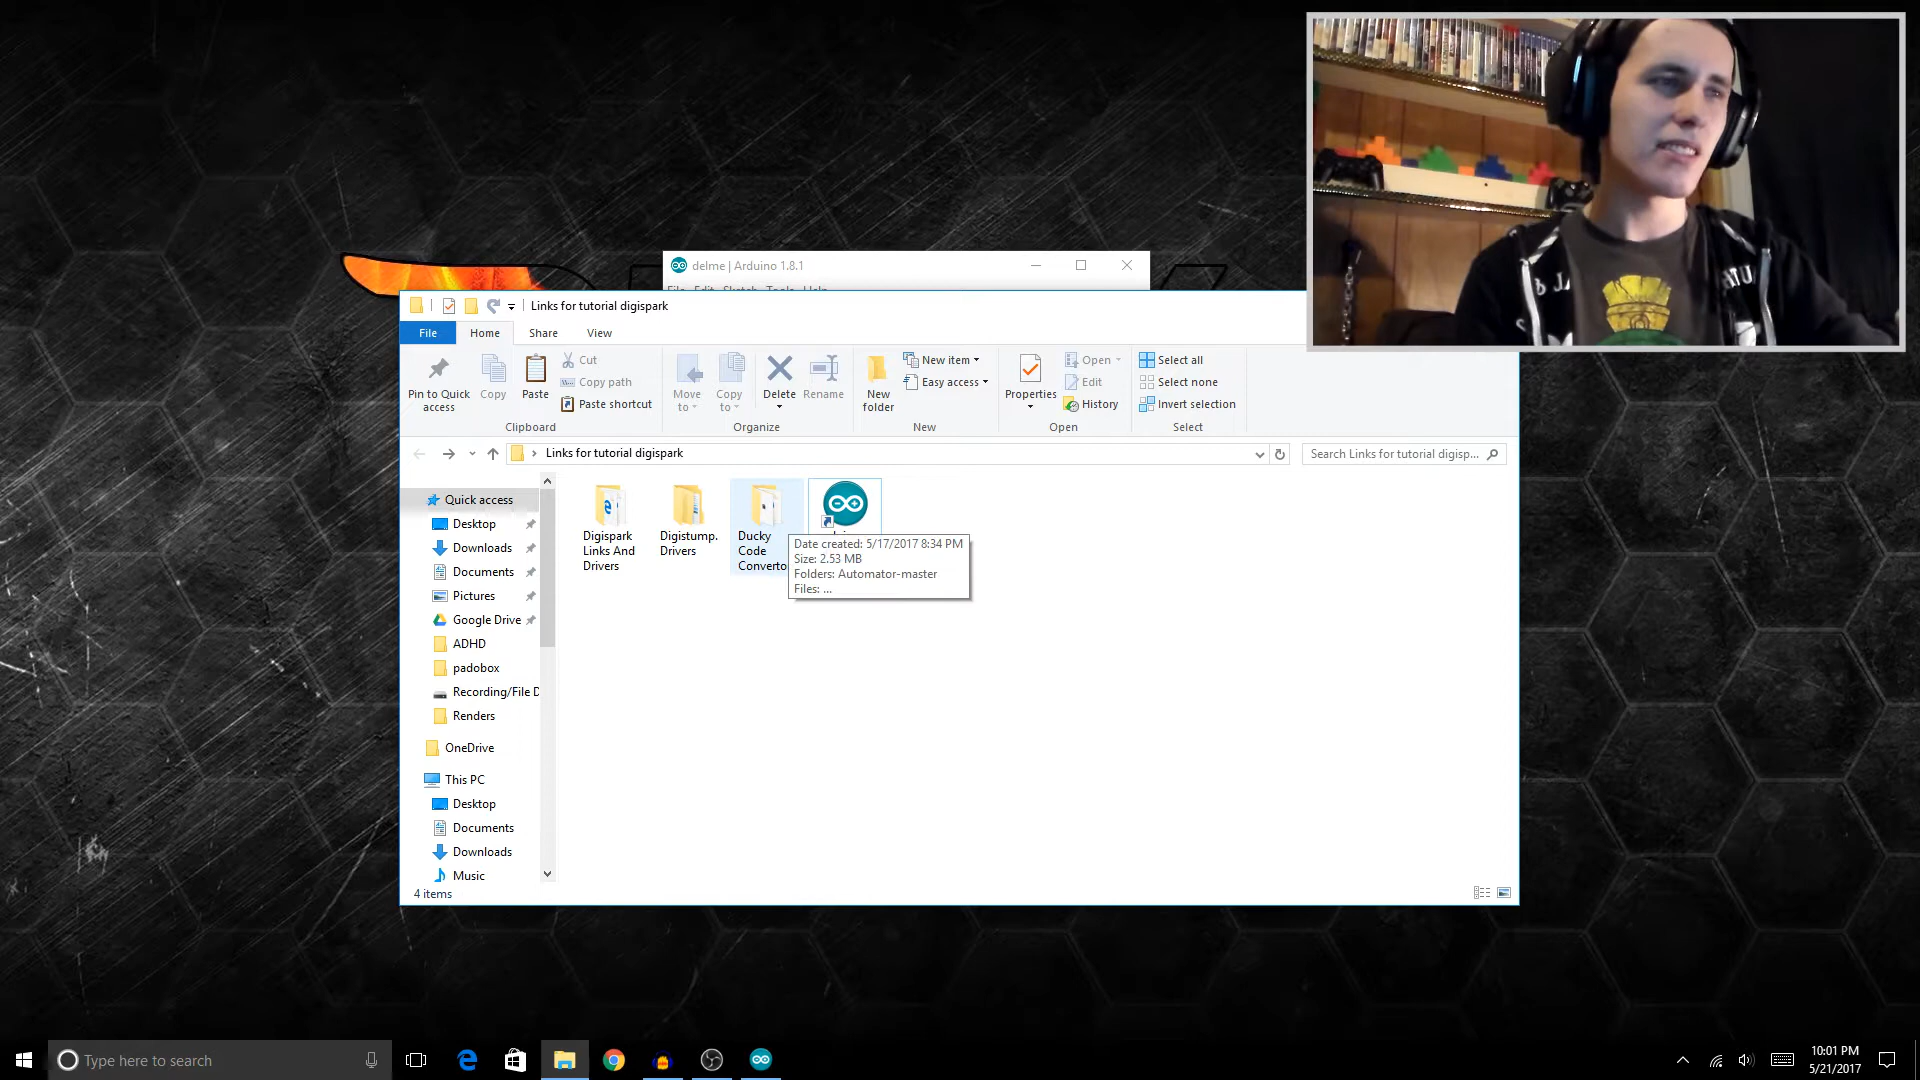 delme | Arduino 1.8.1
File Edit Sketch Tools Help
Links for tutorial digispark
File
Home
Share
View
Pin to Quick access
Copy
Paste
Cut
Copy path
Paste shortcut
Clipboard
Move to
Copy to
Delete
Rename
Organize
New folder
New item
Easy access
New
Properties
Open
Edit
History
Open
Select all
Select none
Invert selection
Select
Links for tutorial digispark
Search Links for tutorial digisp...
Quick access
Desktop
Downloads
Documents
Pictures
Google Drive
ADHD
padobox
Recording/File D
Renders
OneDrive
This PC
Desktop
Documents
Downloads
Music
Digispark
Links And
Drivers
Digistump.
Drivers
Ducky
Code
Converto
Date created: 5/17/2017 8:34 PM
Size: 2.53 MB
Folders: Automator-master
Files: ...
4 items
Type here to search
10:01 PM
5/21/2017